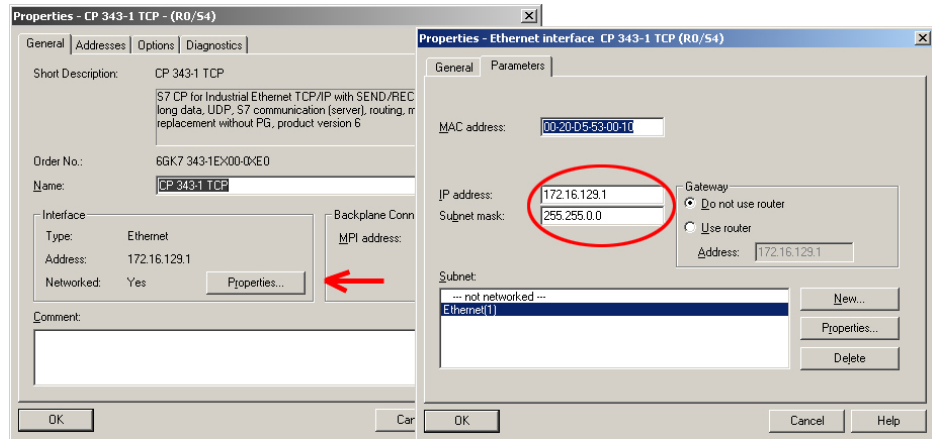 Properties - CP 343-1 TCP - (R0/S4)
General Addresses Options Diagnostics
Short Description: CP 343-1 TCP
S7 CP for Industrial Ethernet TCP/IP with SEND/REC
long data, UDP, S7 communication (server), routing, m
replacement without PG, product version 6
Order No.: 6GK7 343-1EX00-0XE0
Name: CP 343-1 TCP
Interface
Type: Ethernet
Address: 172.16.129.1
Networked: Yes Properties...
Backplane Conn
MPI address:
Comment:
OK Car
Properties - Ethernet interface CP 343-1 TCP (R0/S4)
General Parameters
MAC address: 00-20-D5-53-00-10
IP address: 172.16.129.1
Subnet mask: 255.255.0.0
Gateway
Do not use router
Use router
Address: 172.16.129.1
Subnet:
--- not networked ---
Ethernet(1)
New...
Properties...
Delete
OK Cancel Help